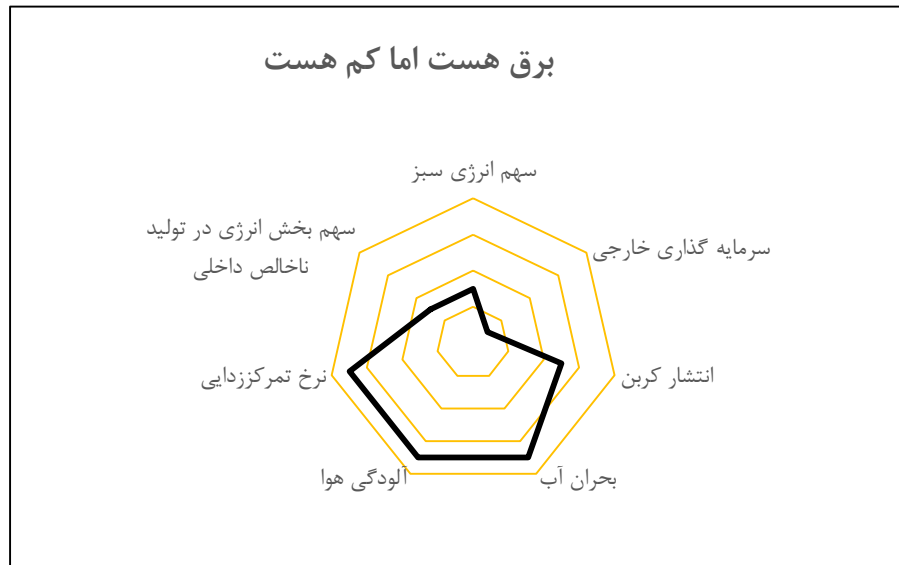 برق هست اما کم هست
سهم انرژی سبز
سرمایه گذاری خارجی
انتشار کربن
بحران آب
آلودگی هوا
نرخ تمرکززدایی
سهم بخش انرژی در تولید
ناخالص داخلی